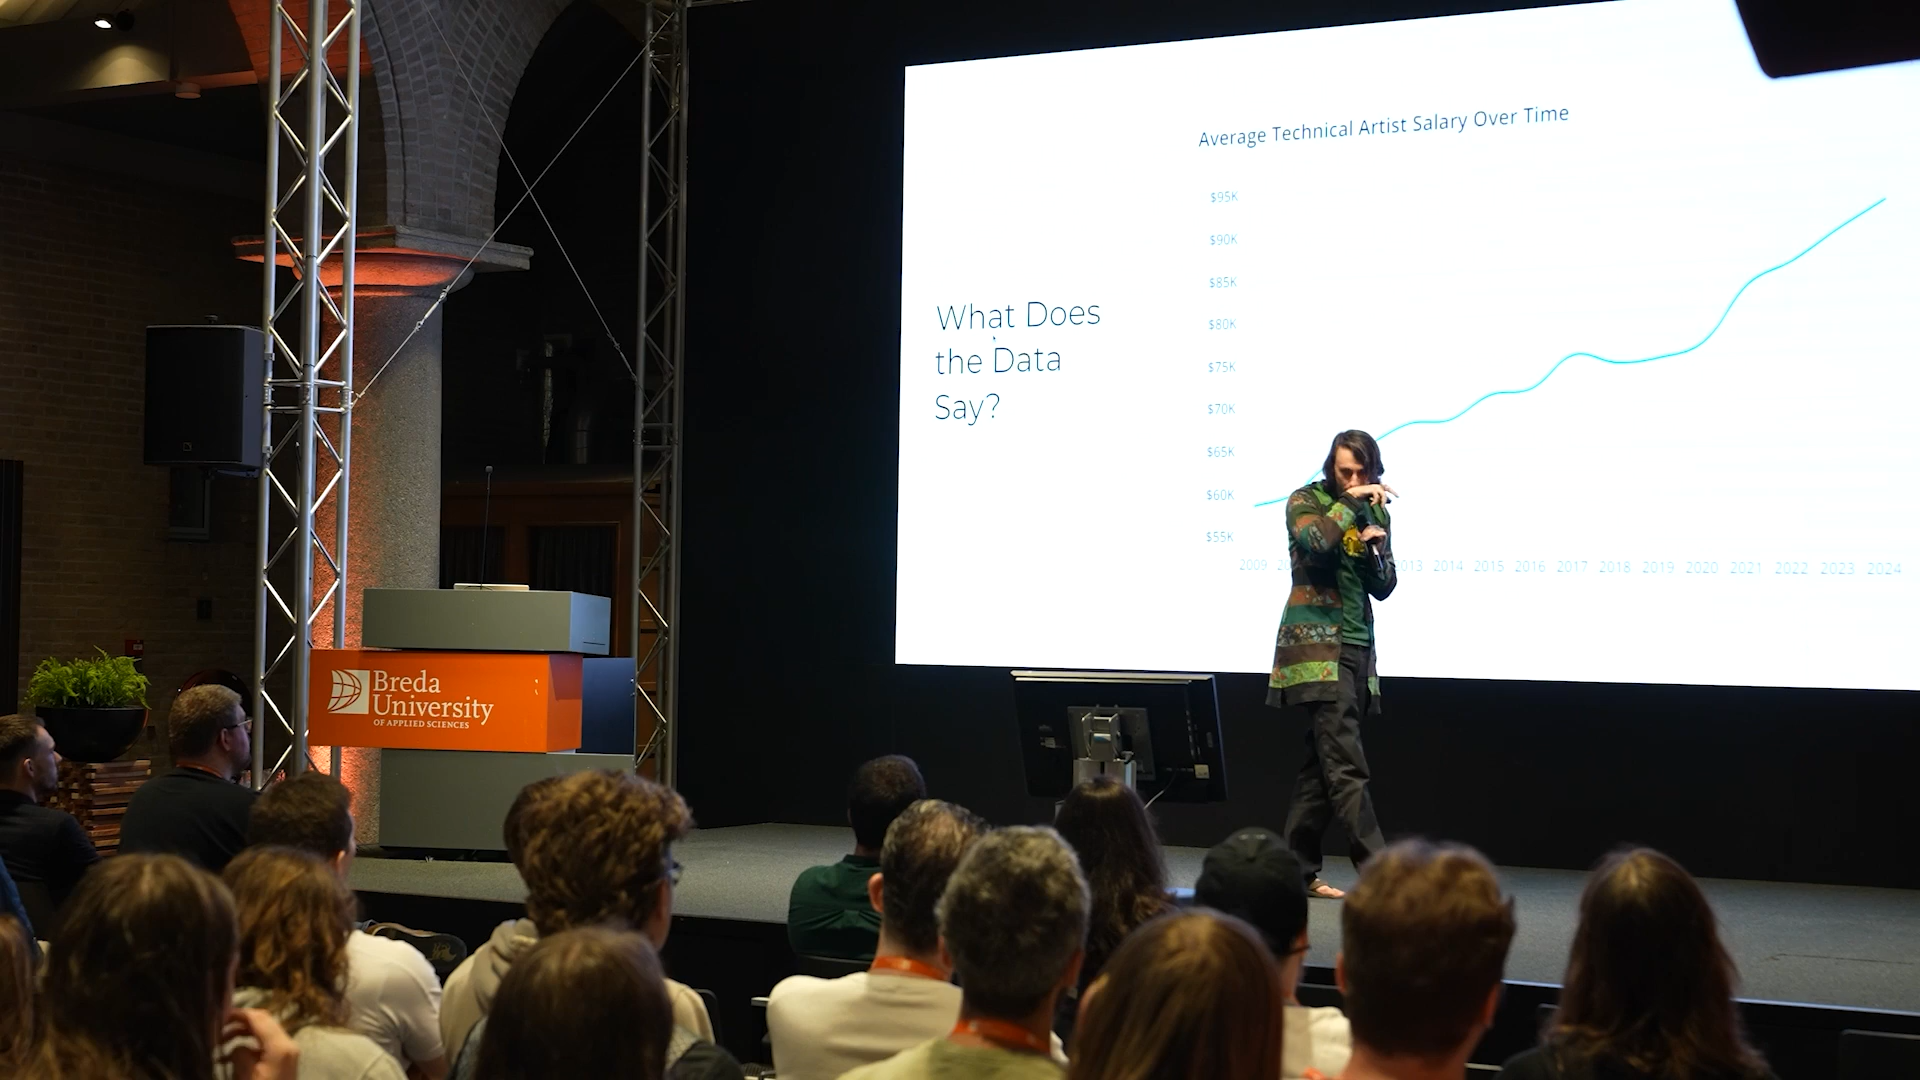 Average Technical Artist Salary Over Time
$95K
$90K
$85K
$80K
$75K
$70K
$65K
$60K
$55K
2009 013 2014 2015 2016 2017 2018 2019 2020 2021 2022 2023 2024
What Does
the Data
Say?
Breda
University
OF APPLIED SCIENCES